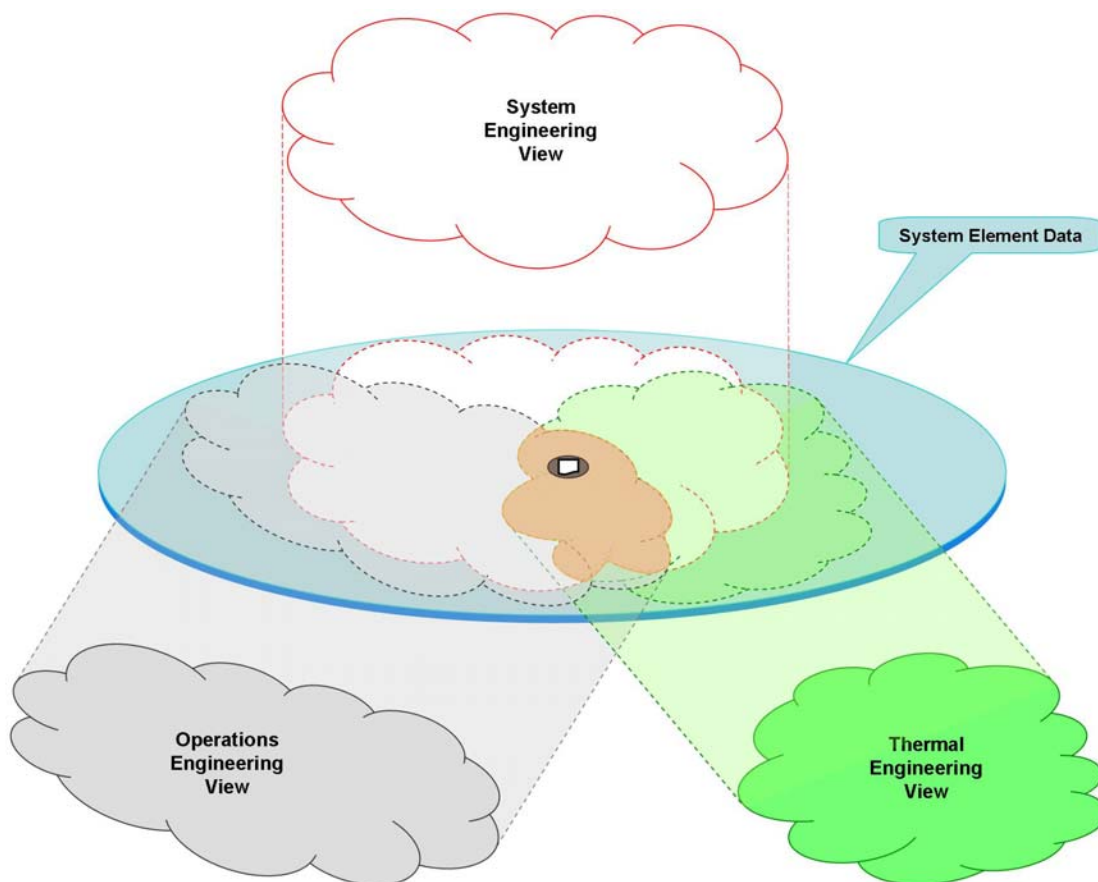 System
Engineering
View
System Element Data
Operations
Engineering
View
Thermal
Engineering
View